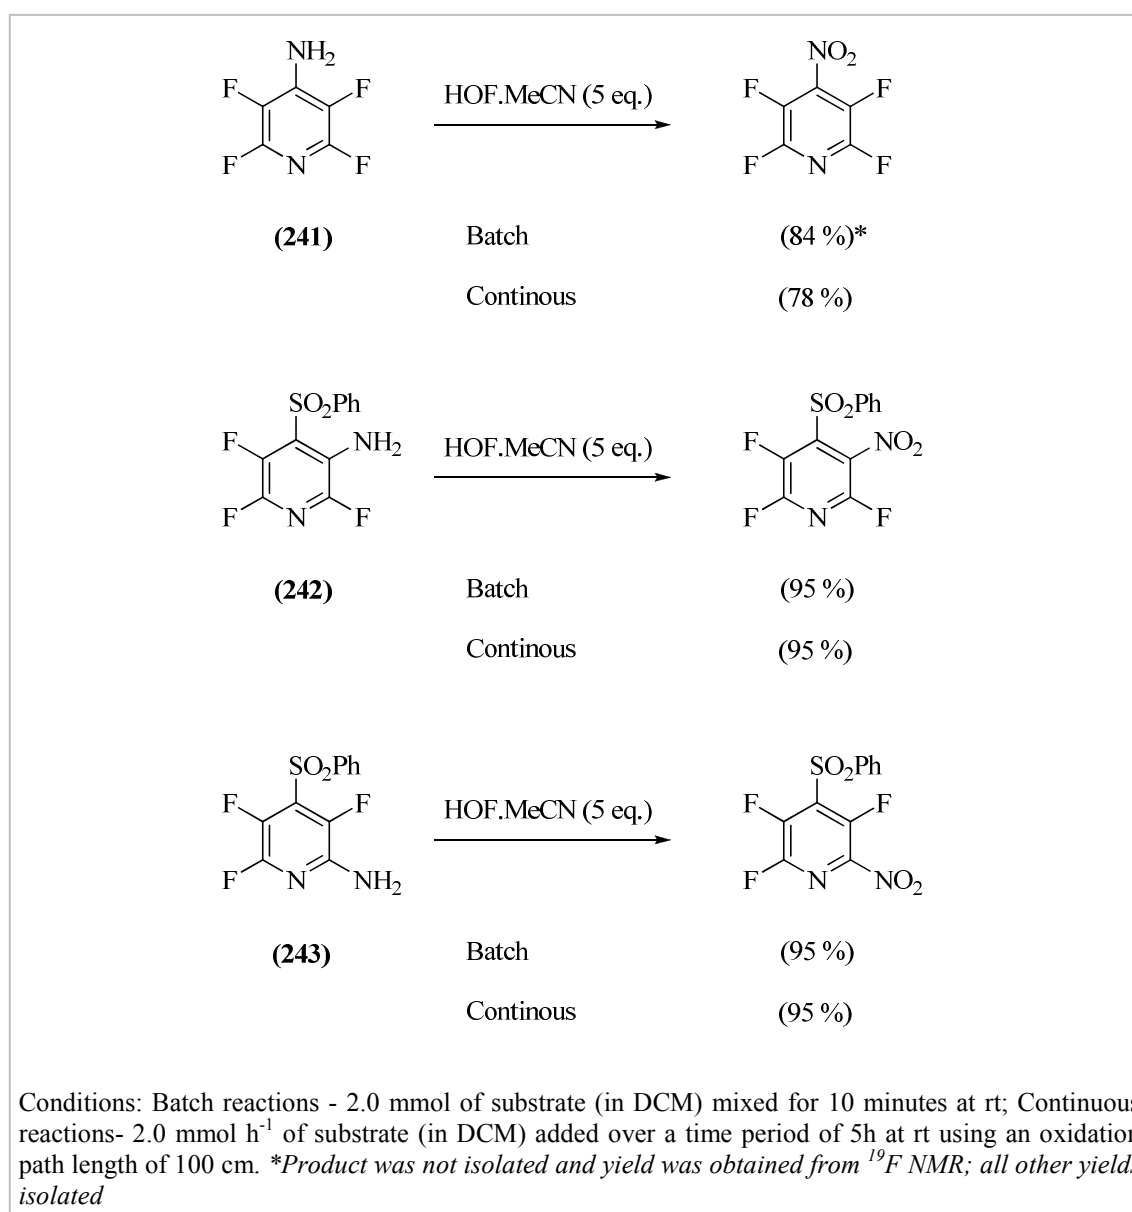 NH2 NO2
F F HOF.MeCN (5 eq.) F F
F N F F N F
(241) Batch (84 %)*
Continous (78 %)
SO2Ph SO2Ph
F NH2 HOF.MeCN (5 eq.) F NO2
F N F F N F
(242) Batch (95 %)
Continous (95 %)
SO2Ph SO2Ph
F F HOF.MeCN (5 eq.) F F
F N NH2 F N NO2
(243) Batch (95 %)
Continous (95 %)
Conditions: Batch reactions - 2.0 mmol of substrate (in DCM) mixed for 10 minutes at rt; Continuous
reactions- 2.0 mmol h-1 of substrate (in DCM) added over a time period of 5h at rt using an oxidation
path length of 100 cm. *Product was not isolated and yield was obtained from 19F NMR; all other yields
isolated